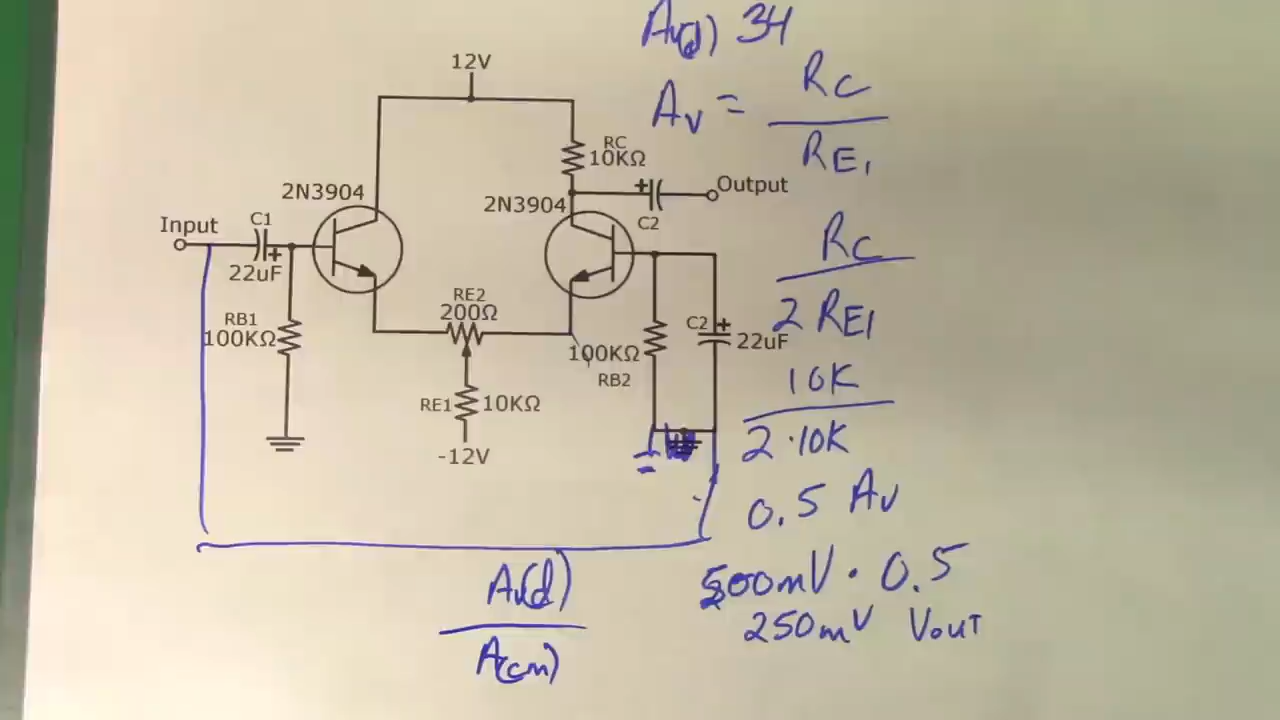 Av(d) 34
12V
Av = RC / RE1
RC
10KΩ
2N3904
2N3904
Output
C2
Input
C1
22uF
RC / 2 RE1
RE2
200Ω
RB1
100KΩ
C2
22uF
100KΩ
RB2
10K / 2·10K
RE1
10KΩ
-12V
0.5 Av
Av(d) / A(cm)
500mV · 0.5
250mV Vout